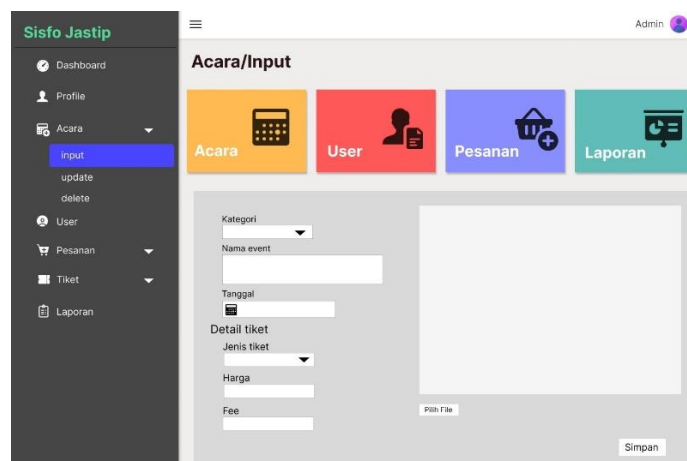 Sisfo Jastip
Admin
Dashboard
Profile
Acara
input
update
delete
User
Pesanan
Tiket
Laporan
Acara/Input
Acara
User
Pesanan
Laporan
Kategori
Nama event
Tanggal
Detail tiket
Jenis tiket
Harga
Fee
Pilih File
Simpan